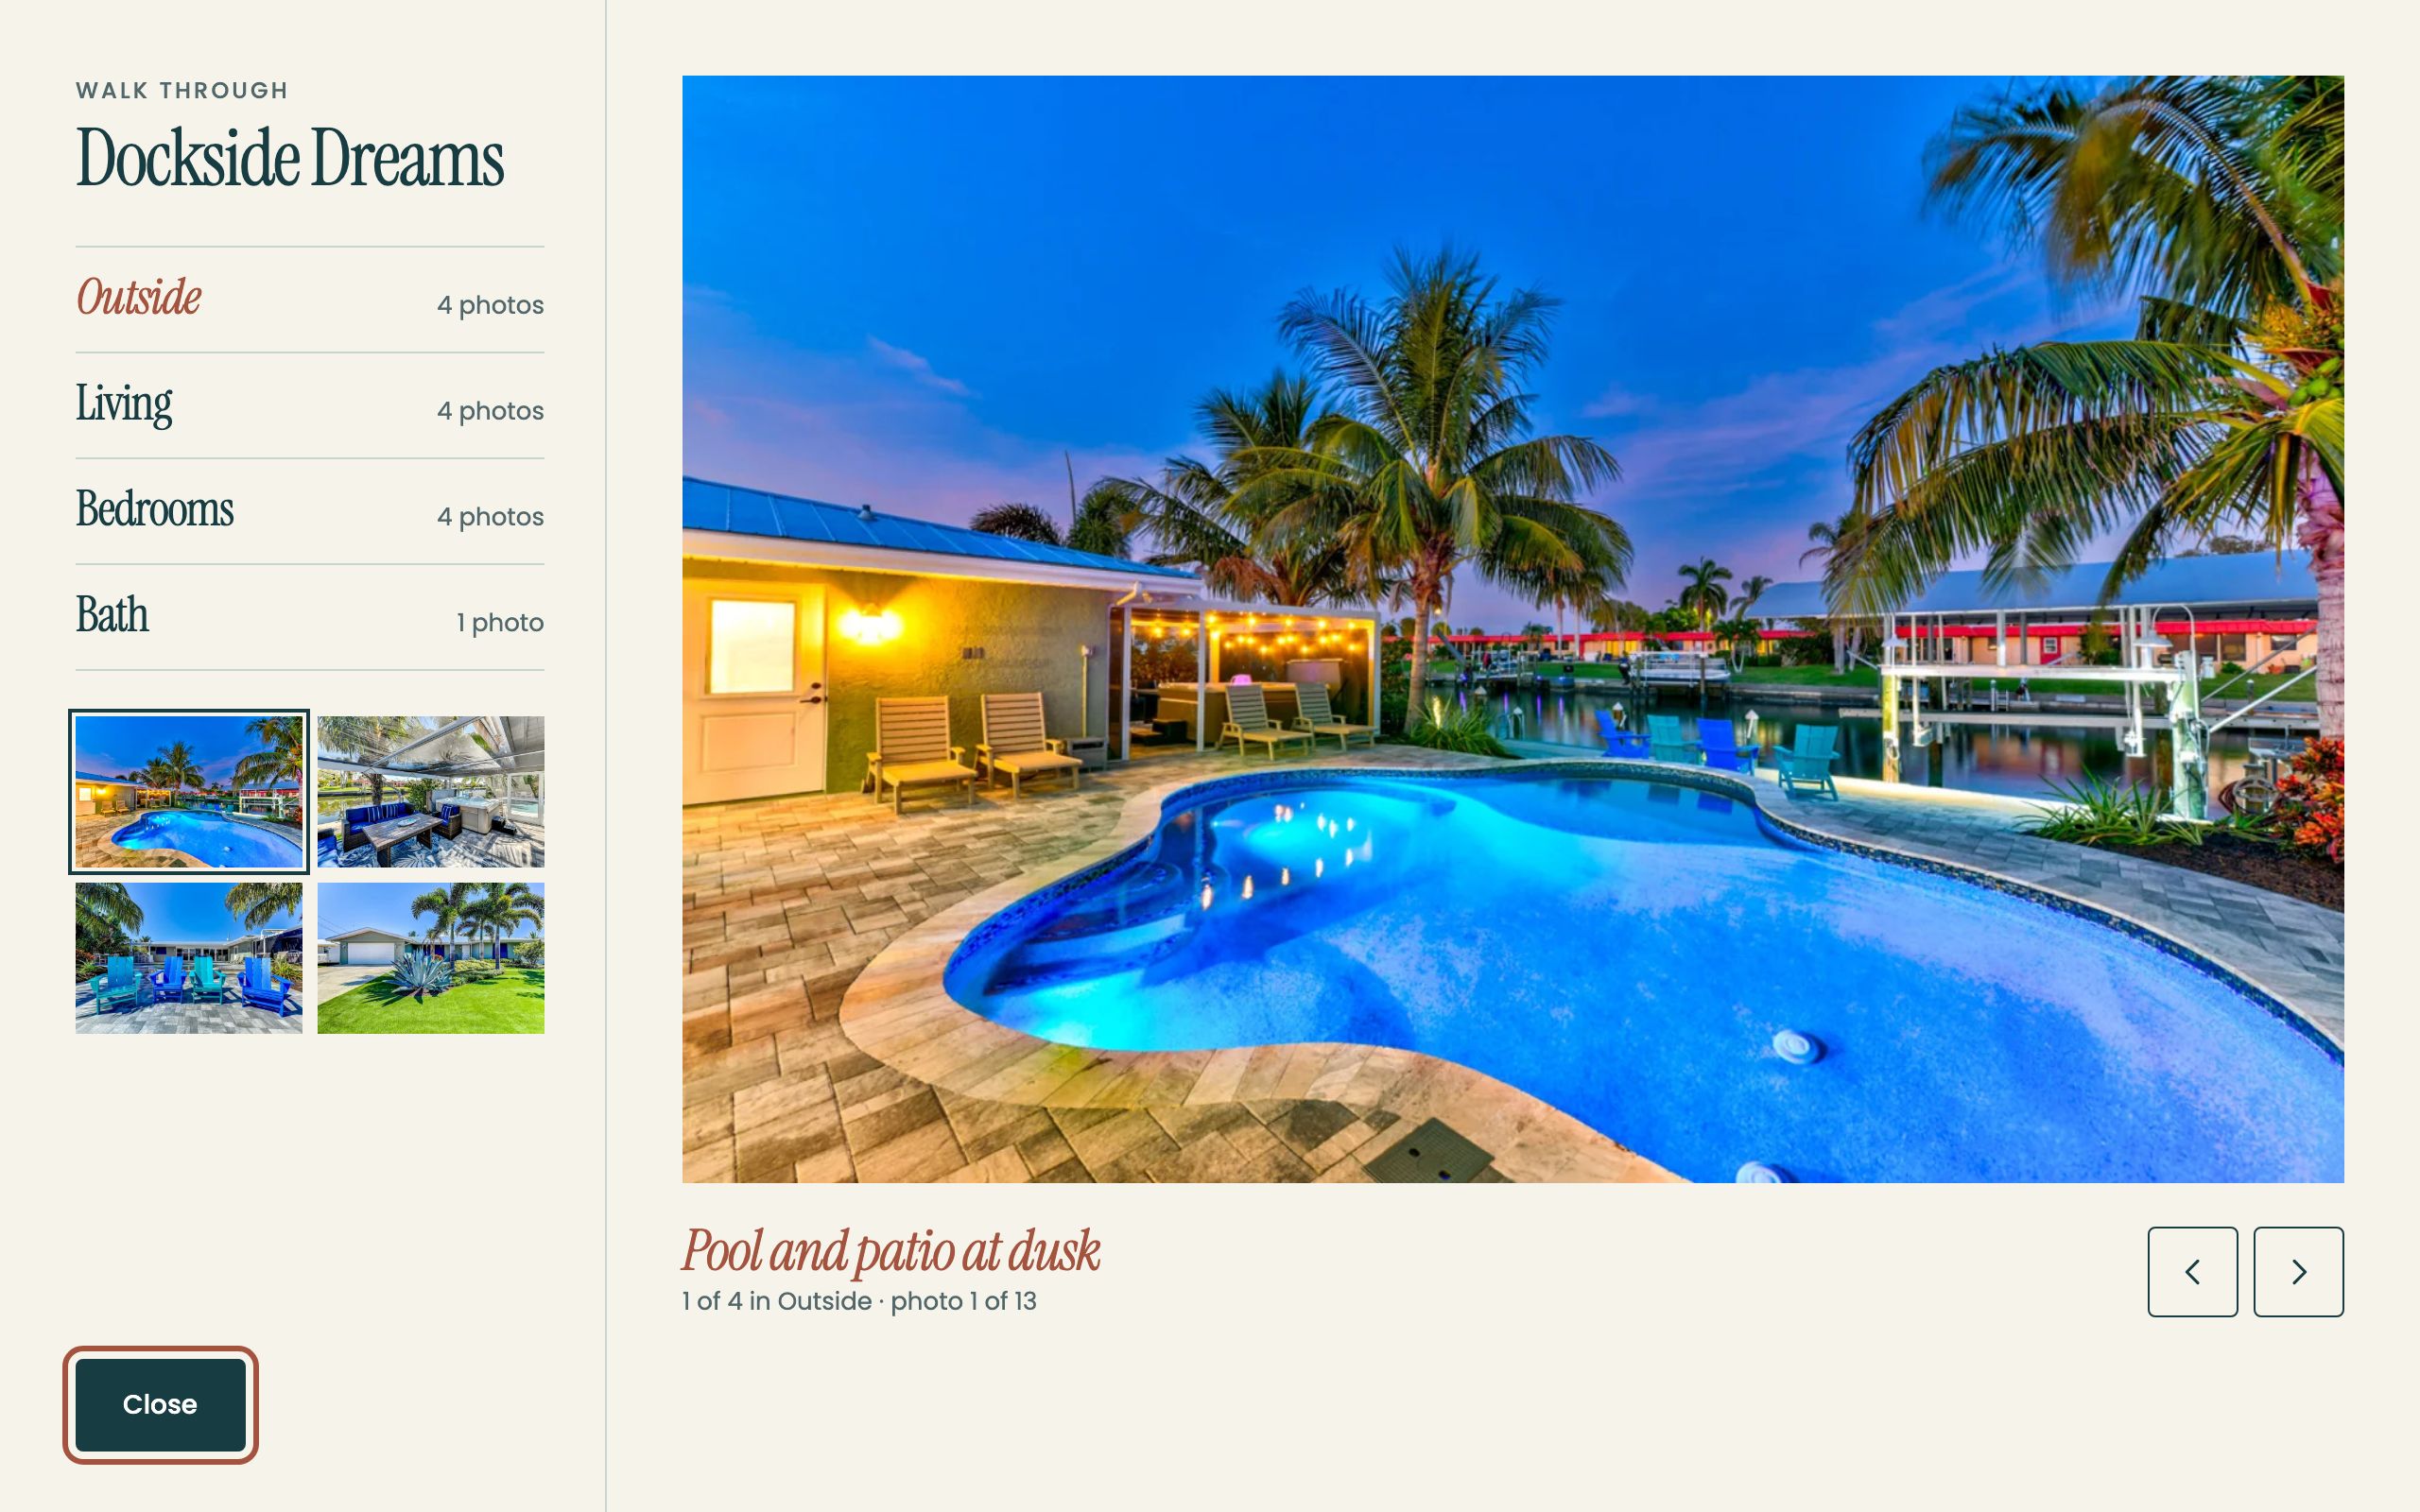 WALK THROUGH
Dockside Dreams
Outside
4 photos
Living
4 photos
Bedrooms
4 photos
Bath
1 photo
Close
Pool and patio at dusk
1 of 4 in Outside · photo 1 of 13